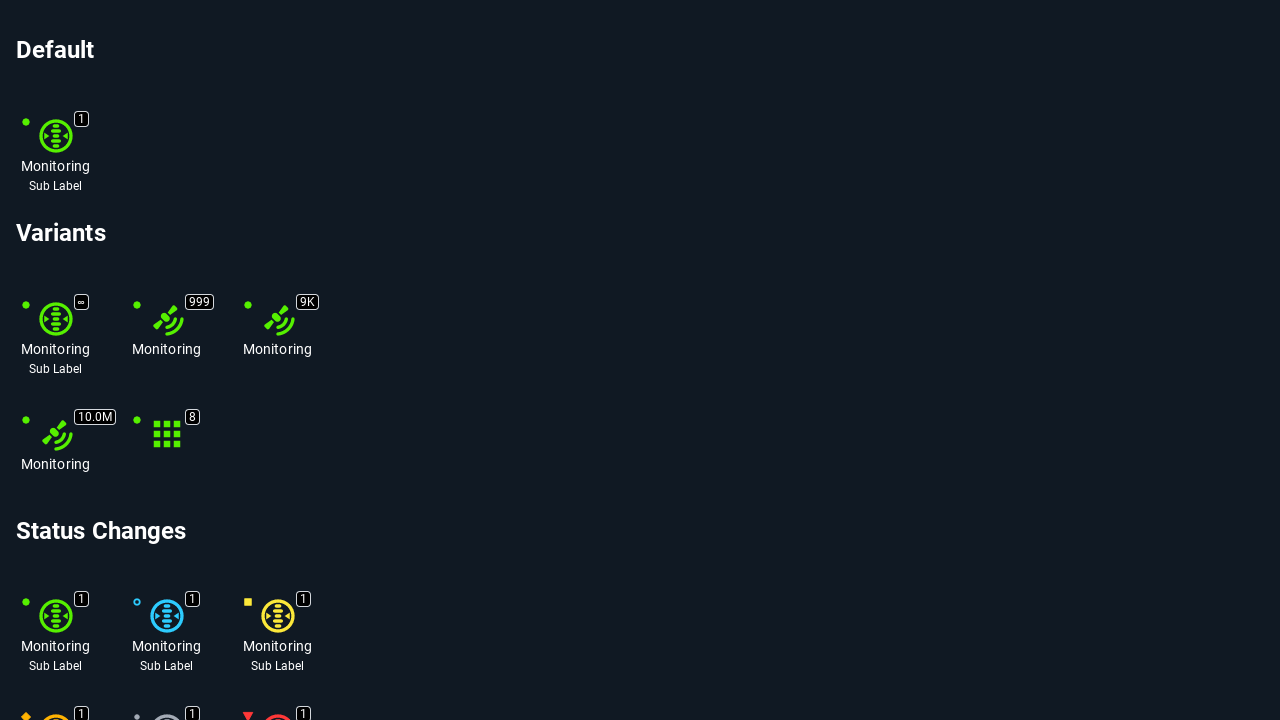 Default
1
Monitoring
Sub Label
Variants
∞ 999 9K
Monitoring Monitoring Monitoring
Sub Label
10.0M 8
Monitoring
Status Changes
1 1 1
Monitoring Monitoring Monitoring
Sub Label Sub Label Sub Label
1 1 1